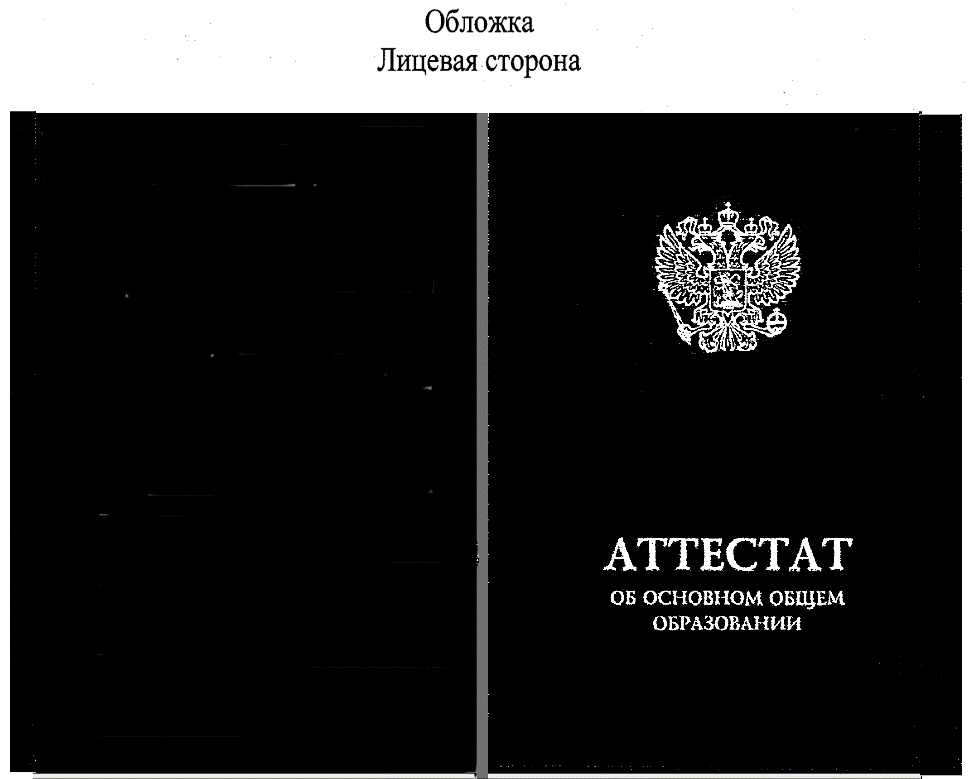 Обложка
Лицевая сторона
АТТЕСТАТ
ОБ ОСНОВНОМ ОБЩЕМ
ОБРАЗОВАНИИ